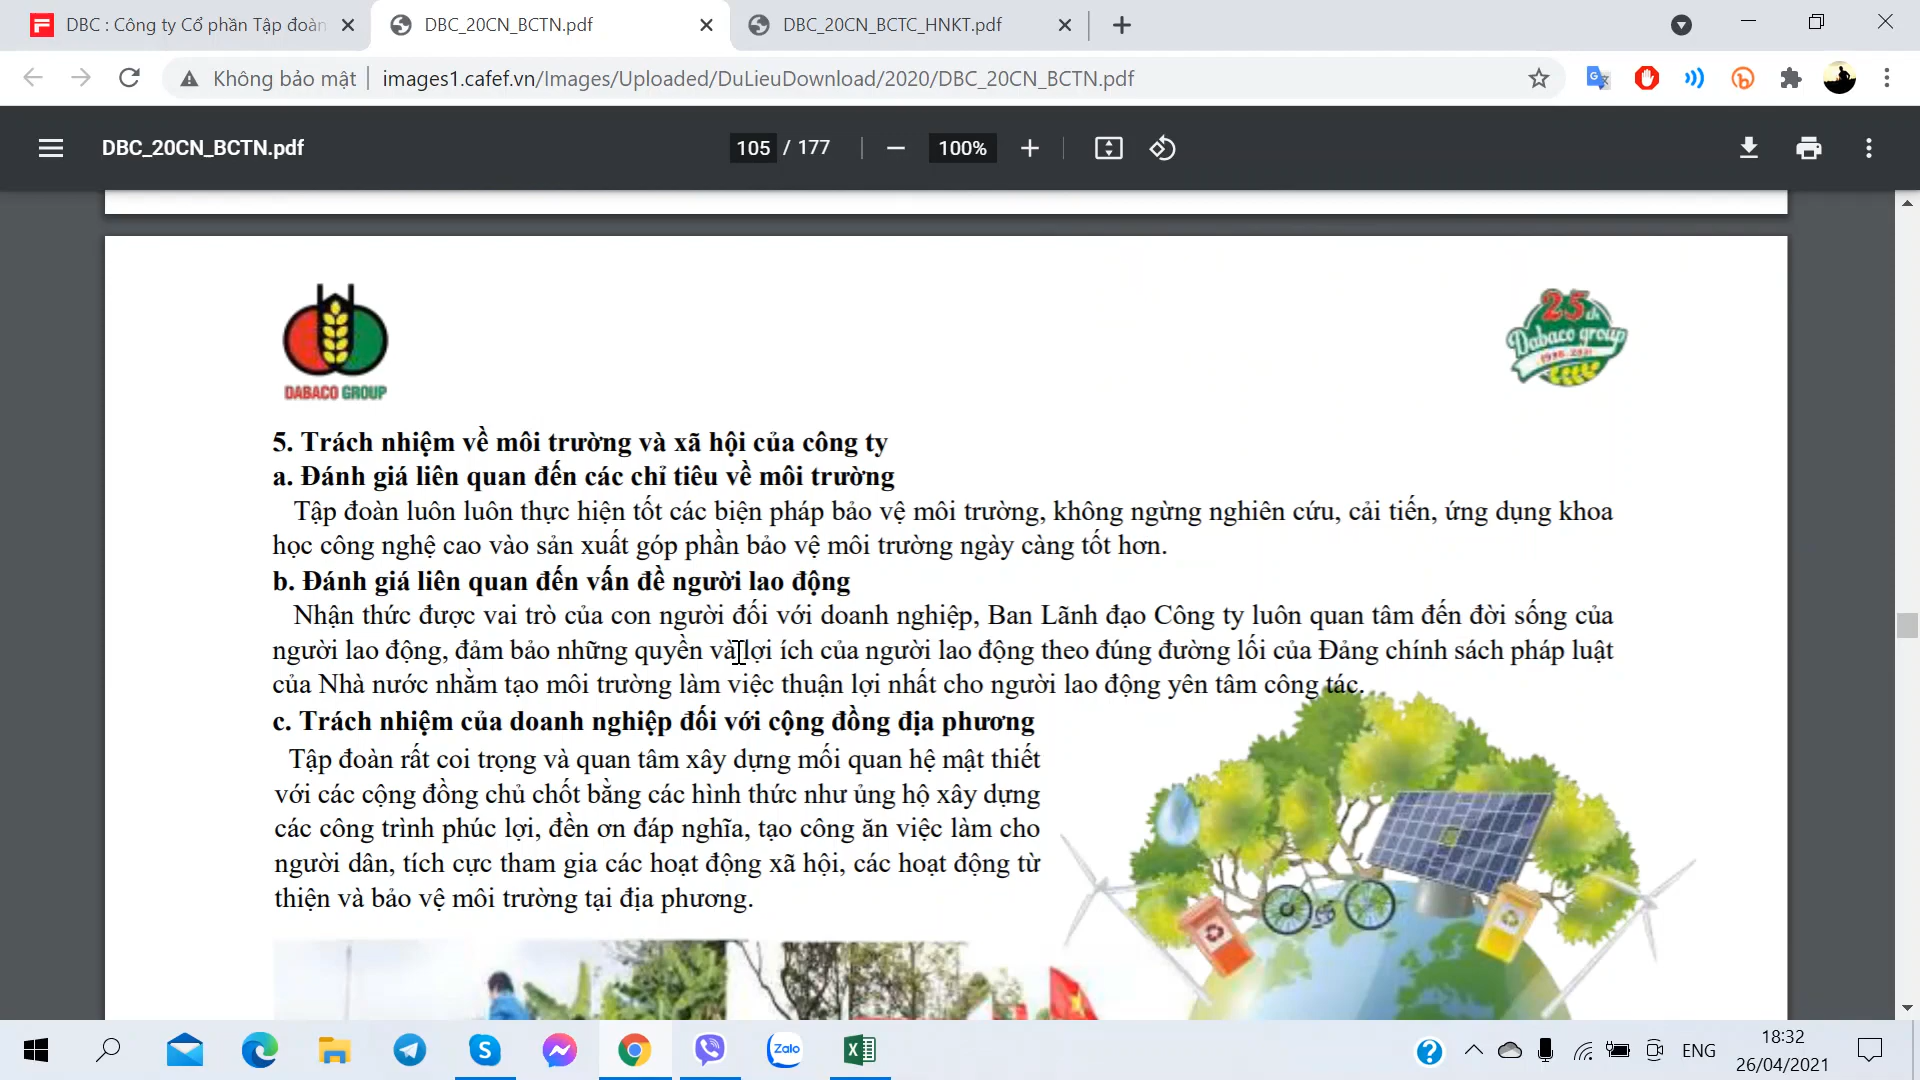 DBC : Công ty Cổ phần Tập đoàn
DBC_20CN_BCTN.pdf
DBC_20CN_BCTC_HNKT.pdf
Không bảo mật
images1.cafef.vn/Images/Uploaded/DuLieuDownload/2020/DBC_20CN_BCTN.pdf
DBC_20CN_BCTN.pdf
105 / 177
100%
DABACO GROUP
25th
Dabaco group
1996-2021
5. Trách nhiệm về môi trường và xã hội của công ty
a. Đánh giá liên quan đến các chỉ tiêu về môi trường
Tập đoàn luôn luôn thực hiện tốt các biện pháp bảo vệ môi trường, không ngừng nghiên cứu, cải tiến, ứng dụng khoa
học công nghệ cao vào sản xuất góp phần bảo vệ môi trường ngày càng tốt hơn.
b. Đánh giá liên quan đến vấn đề người lao động
Nhận thức được vai trò của con người đối với doanh nghiệp, Ban Lãnh đạo Công ty luôn quan tâm đến đời sống của
người lao động, đảm bảo những quyền và lợi ích của người lao động theo đúng đường lối của Đảng chính sách pháp luật
của Nhà nước nhằm tạo môi trường làm việc thuận lợi nhất cho người lao động yên tâm công tác.
c. Trách nhiệm của doanh nghiệp đối với cộng đồng địa phương
Tập đoàn rất coi trọng và quan tâm xây dựng mối quan hệ mật thiết
với các cộng đồng chủ chốt bằng các hình thức như ủng hộ xây dựng
các công trình phúc lợi, đền ơn đáp nghĩa, tạo công ăn việc làm cho
người dân, tích cực tham gia các hoạt động xã hội, các hoạt động từ
thiện và bảo vệ môi trường tại địa phương.
Zalo
ENG
18:32
26/04/2021